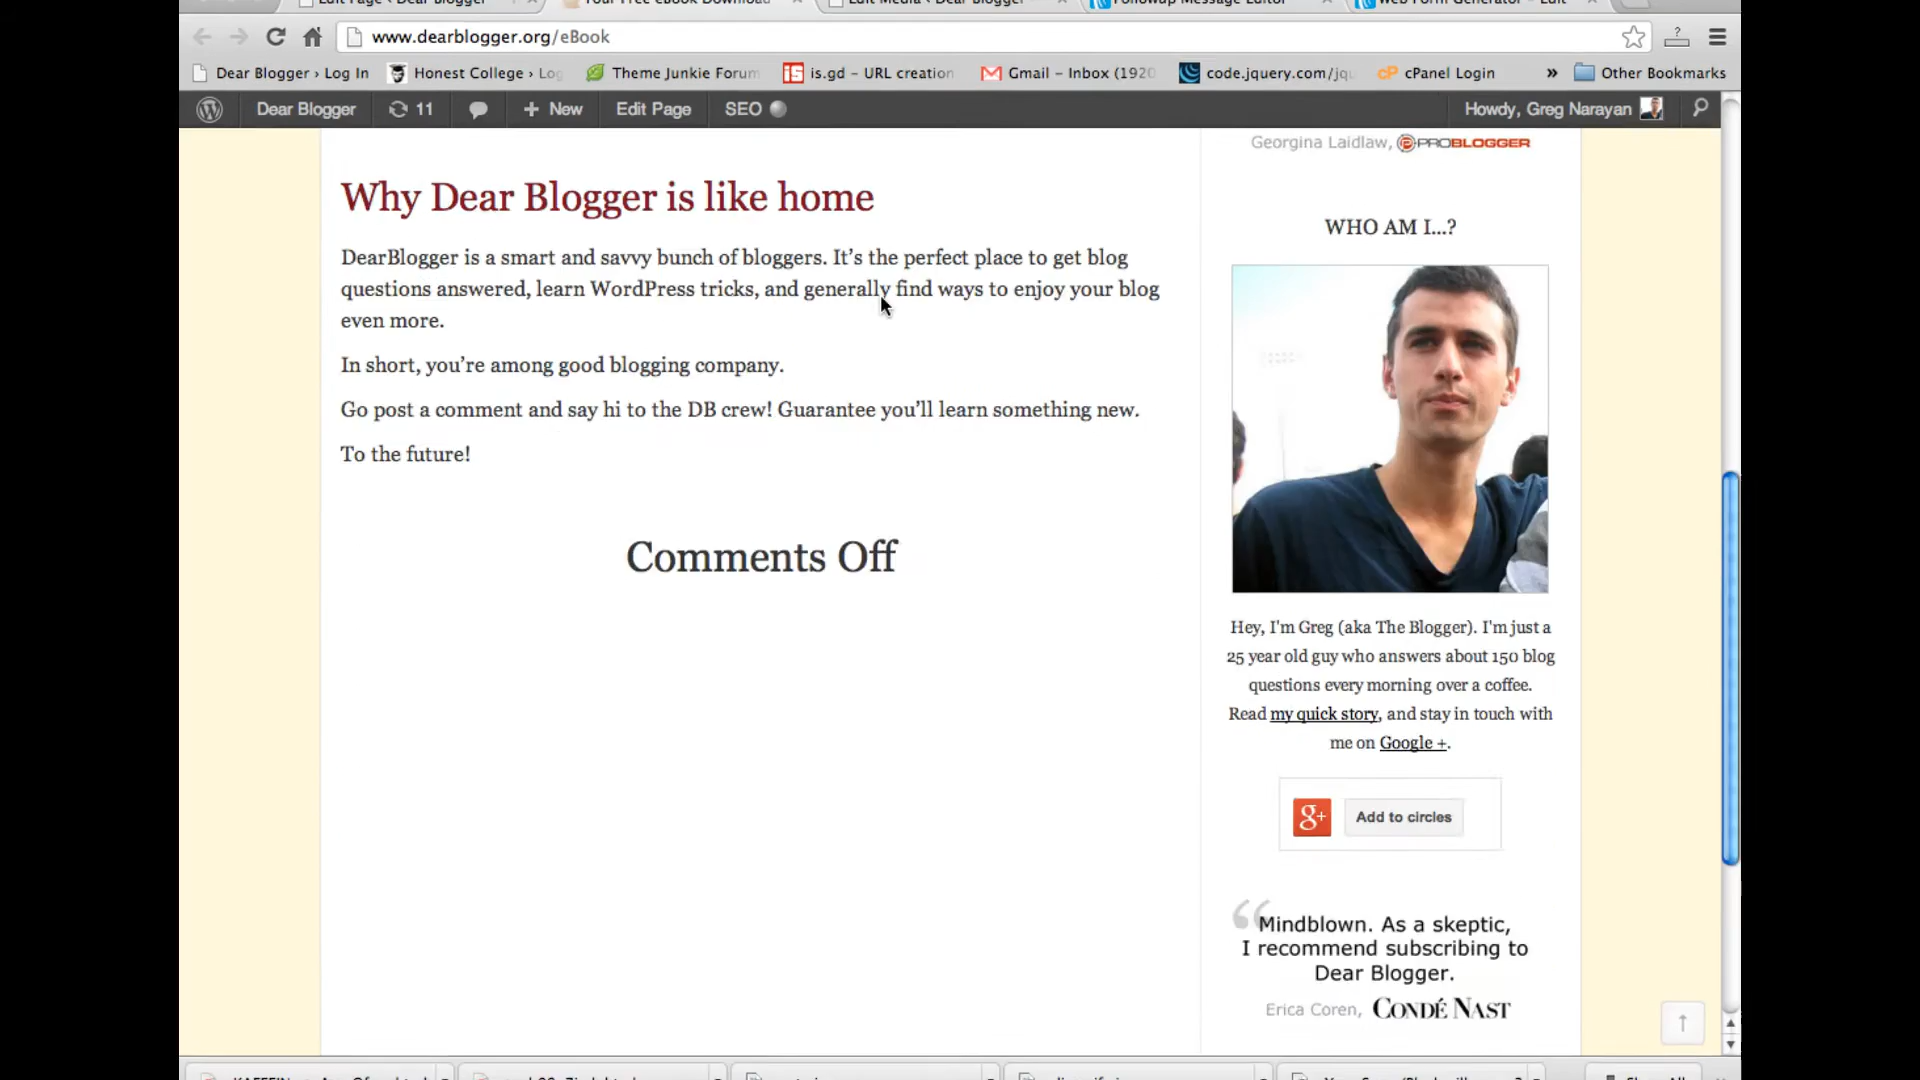 Edit Page ‹ Dear Blogger
Your Free eBook Download
Edit Media ‹ Dear Blogger
Followup Message Editor
Web Form Generator - Edit
www.dearblogger.org/eBook
Dear Blogger › Log In
Honest College › Log
Theme Junkie Forum
is.gd - URL creation
Gmail - Inbox (1920
code.jquery.com/jqu
cPanel Login
»
Other Bookmarks
Dear Blogger
11
+ New
Edit Page
SEO
Howdy, Greg Narayan
Georgina Laidlaw, PROBLOGGER
Why Dear Blogger is like home
DearBlogger is a smart and savvy bunch of bloggers. It's the perfect place to get blog
questions answered, learn WordPress tricks, and generally find ways to enjoy your blog
even more.
In short, you're among good blogging company.
Go post a comment and say hi to the DB crew! Guarantee you'll learn something new.
To the future!
Comments Off
WHO AM I...?
Hey, I'm Greg (aka The Blogger). I'm just a
25 year old guy who answers about 150 blog
questions every morning over a coffee.
Read my quick story, and stay in touch with
me on Google +.
g+ Add to circles
“ Mindblown. As a skeptic,
I recommend subscribing to
Dear Blogger.
Erica Coren, CONDÉ NAST